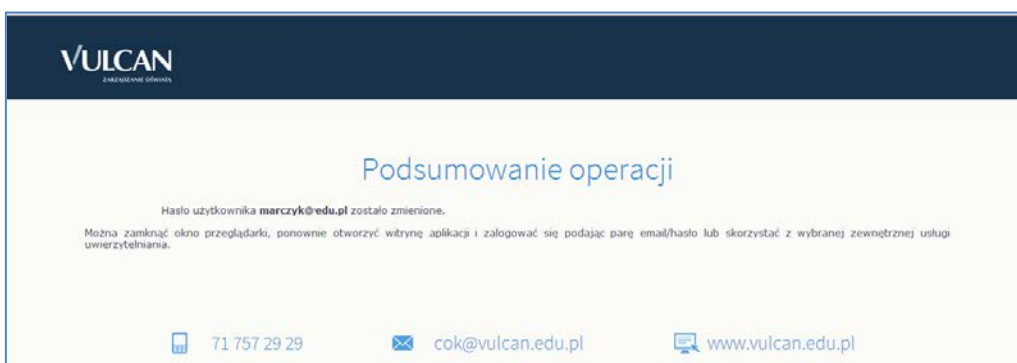 VULCAN
ZARZĄDZANIE OŚWIATĄ
Podsumowanie operacji
Hasło użytkownika marczyk@edu.pl zostało zmienione.
Można zamknąć okno przeglądarki, ponownie otworzyć witrynę aplikacji i zalogować się podając parę email/hasło lub skorzystać z wybranej zewnętrznej usługi
uwierzytelniania.
71 757 29 29 cok@vulcan.edu.pl www.vulcan.edu.pl